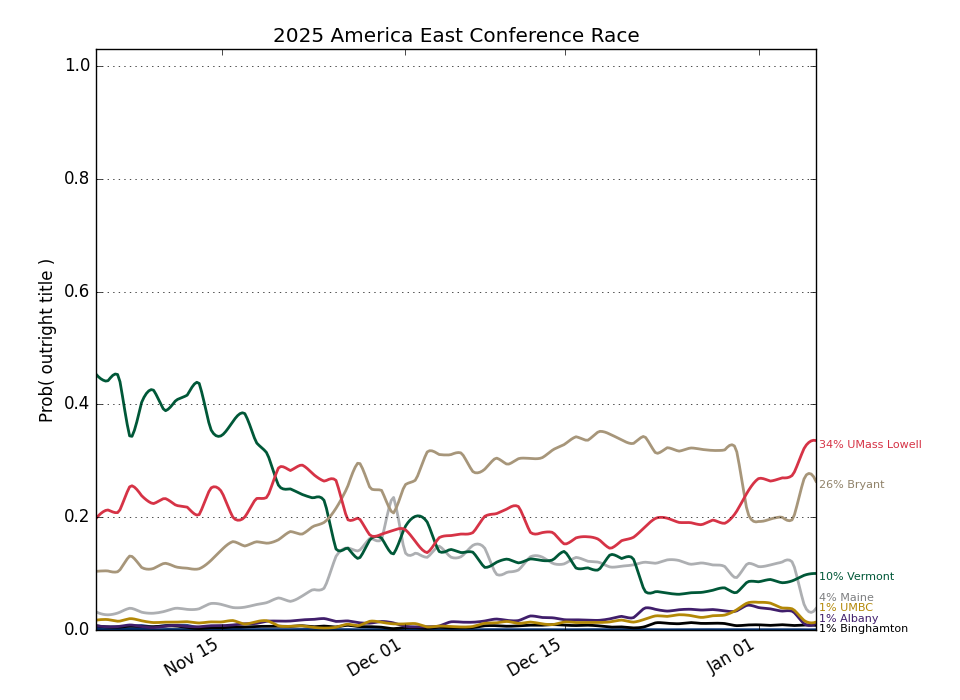 2025 America East Conference Race
Prob( outright title )
1.0
0.8
0.6
0.4
0.2
0.0
Nov 15
Dec 01
Dec 15
Jan 01
34% UMass Lowell
26% Bryant
10% Vermont
4% Maine
1% UMBC
1% Albany
1% Binghamton